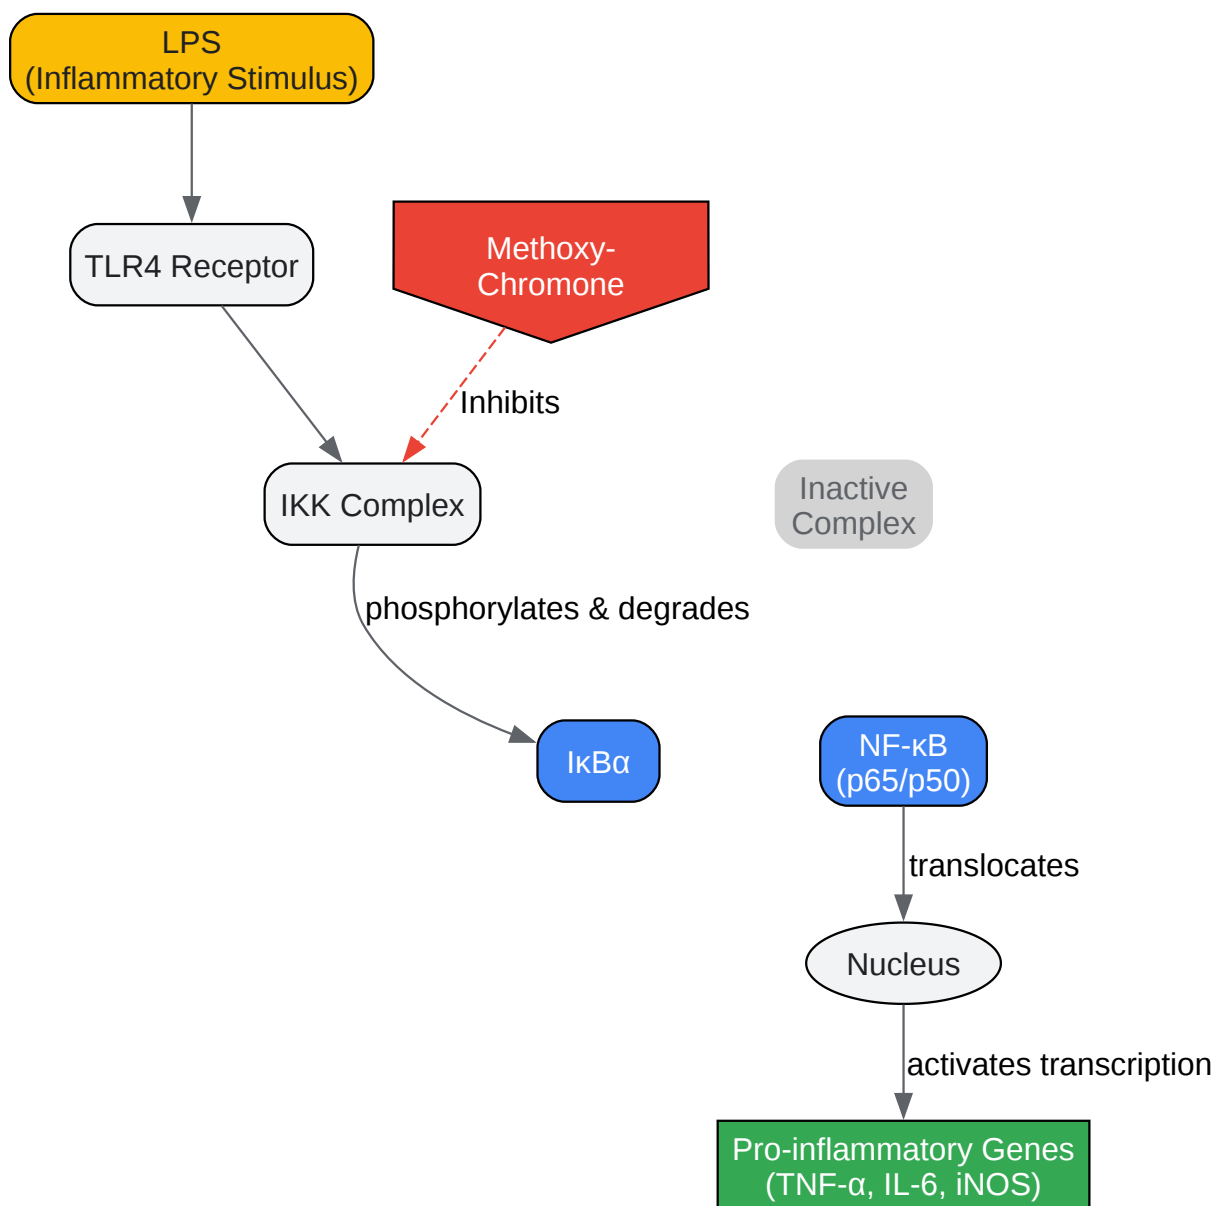 LPS
(Inflammatory Stimulus)
TLR4 Receptor
Methoxy-
Chromone
Inhibits
IKK Complex
Inactive
Complex
phosphorylates & degrades
IκBα
NF-κB
(p65/p50)
translocates
Nucleus
activates transcription
Pro-inflammatory Genes
(TNF-α, IL-6, iNOS)